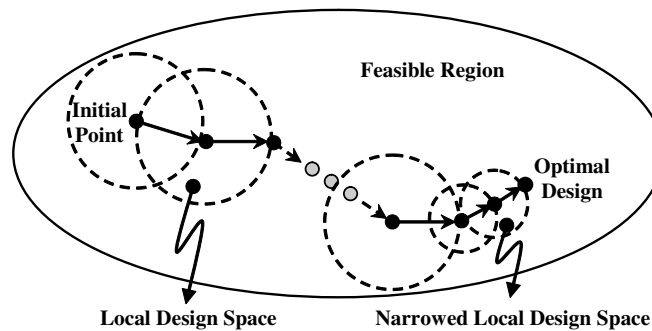 Feasible Region
Initial
Point
Optimal
Design
Local Design Space
Narrowed Local Design Space